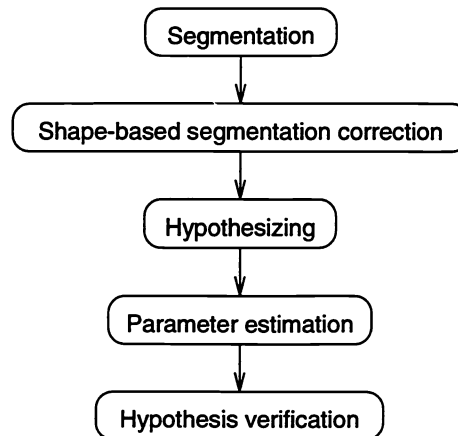 Segmentation
Shape-based segmentation correction
Hypothesizing
Parameter estimation
Hypothesis verification